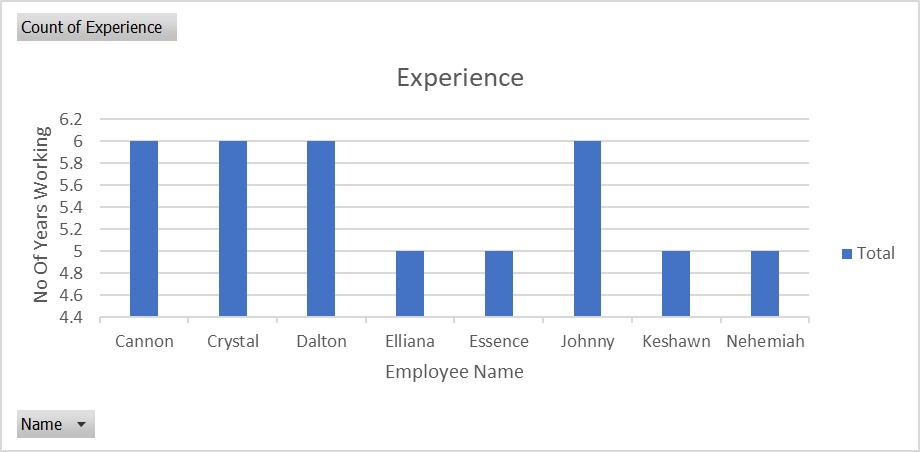 Count of Experience
Experience
No Of Years Working
6.2
6
5.8
5.6
5.4
5.2
5
4.8
4.6
4.4
Cannon Crystal Dalton Elliana Essence Johnny Keshawn Nehemiah
Employee Name
Total
Name